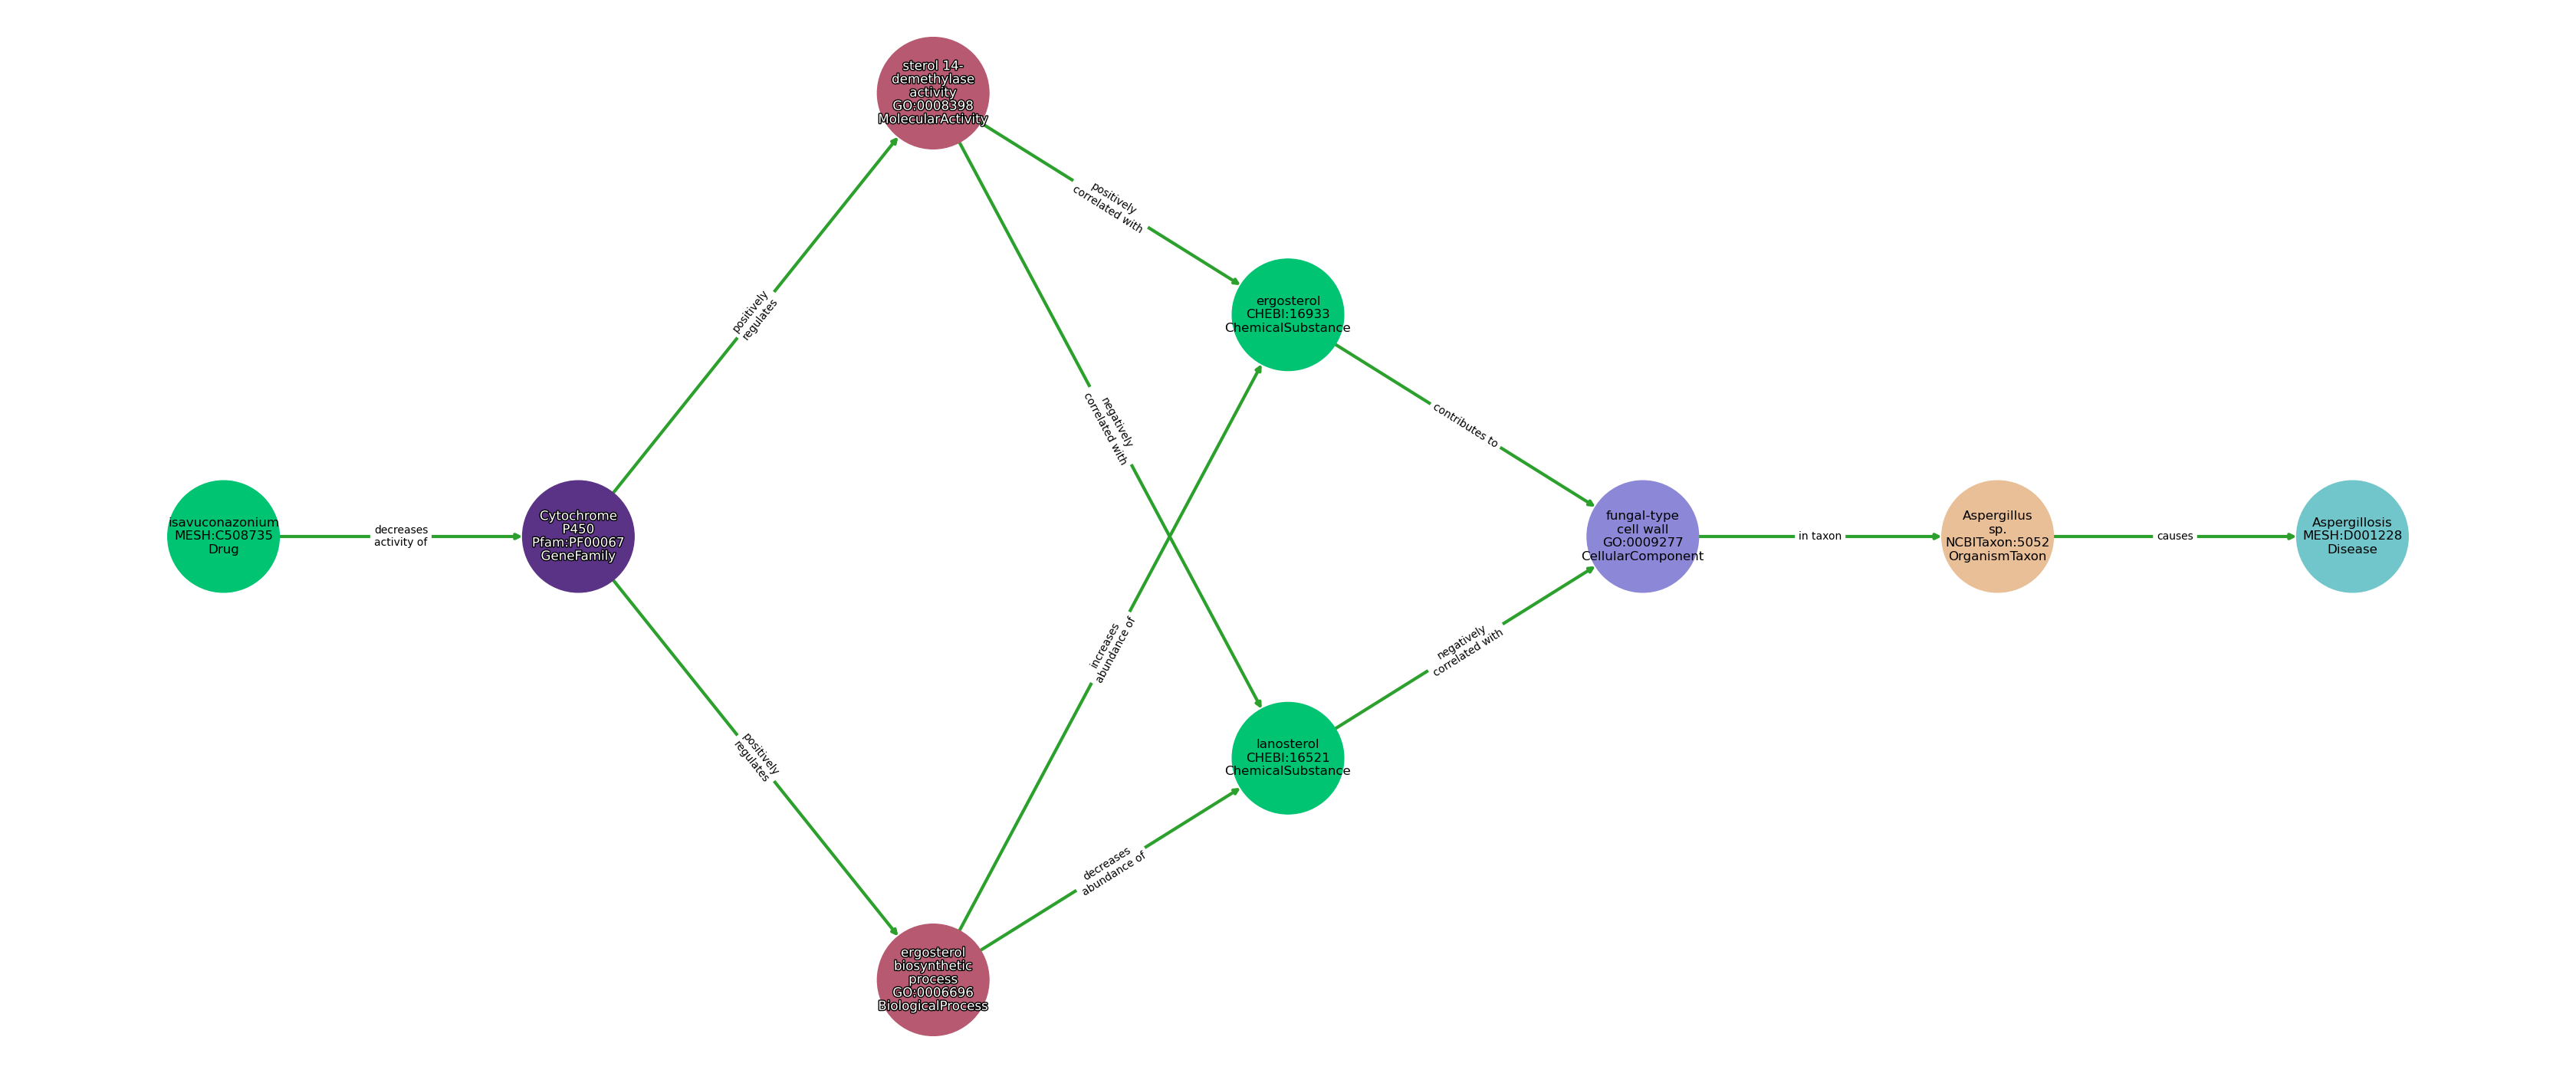 isavuconazonium
MESH:C508735
Drug
decreases
activity of
Cytochrome
P450
Pfam:PF00067
GeneFamily
positively
regulates
positively
regulates
sterol 14-
demethylase
activity
GO:0008398
MolecularActivity
ergosterol
biosynthetic
process
GO:0006696
BiologicalProcess
positively
correlated with
negatively
correlated with
increases
abundance of
decreases
abundance of
ergosterol
CHEBI:16933
ChemicalSubstance
lanosterol
CHEBI:16521
ChemicalSubstance
contributes to
negatively
correlated with
fungal-type
cell wall
GO:0009277
CellularComponent
in taxon
Aspergillus
sp.
NCBITaxon:5052
OrganismTaxon
causes
Aspergillosis
MESH:D001228
Disease